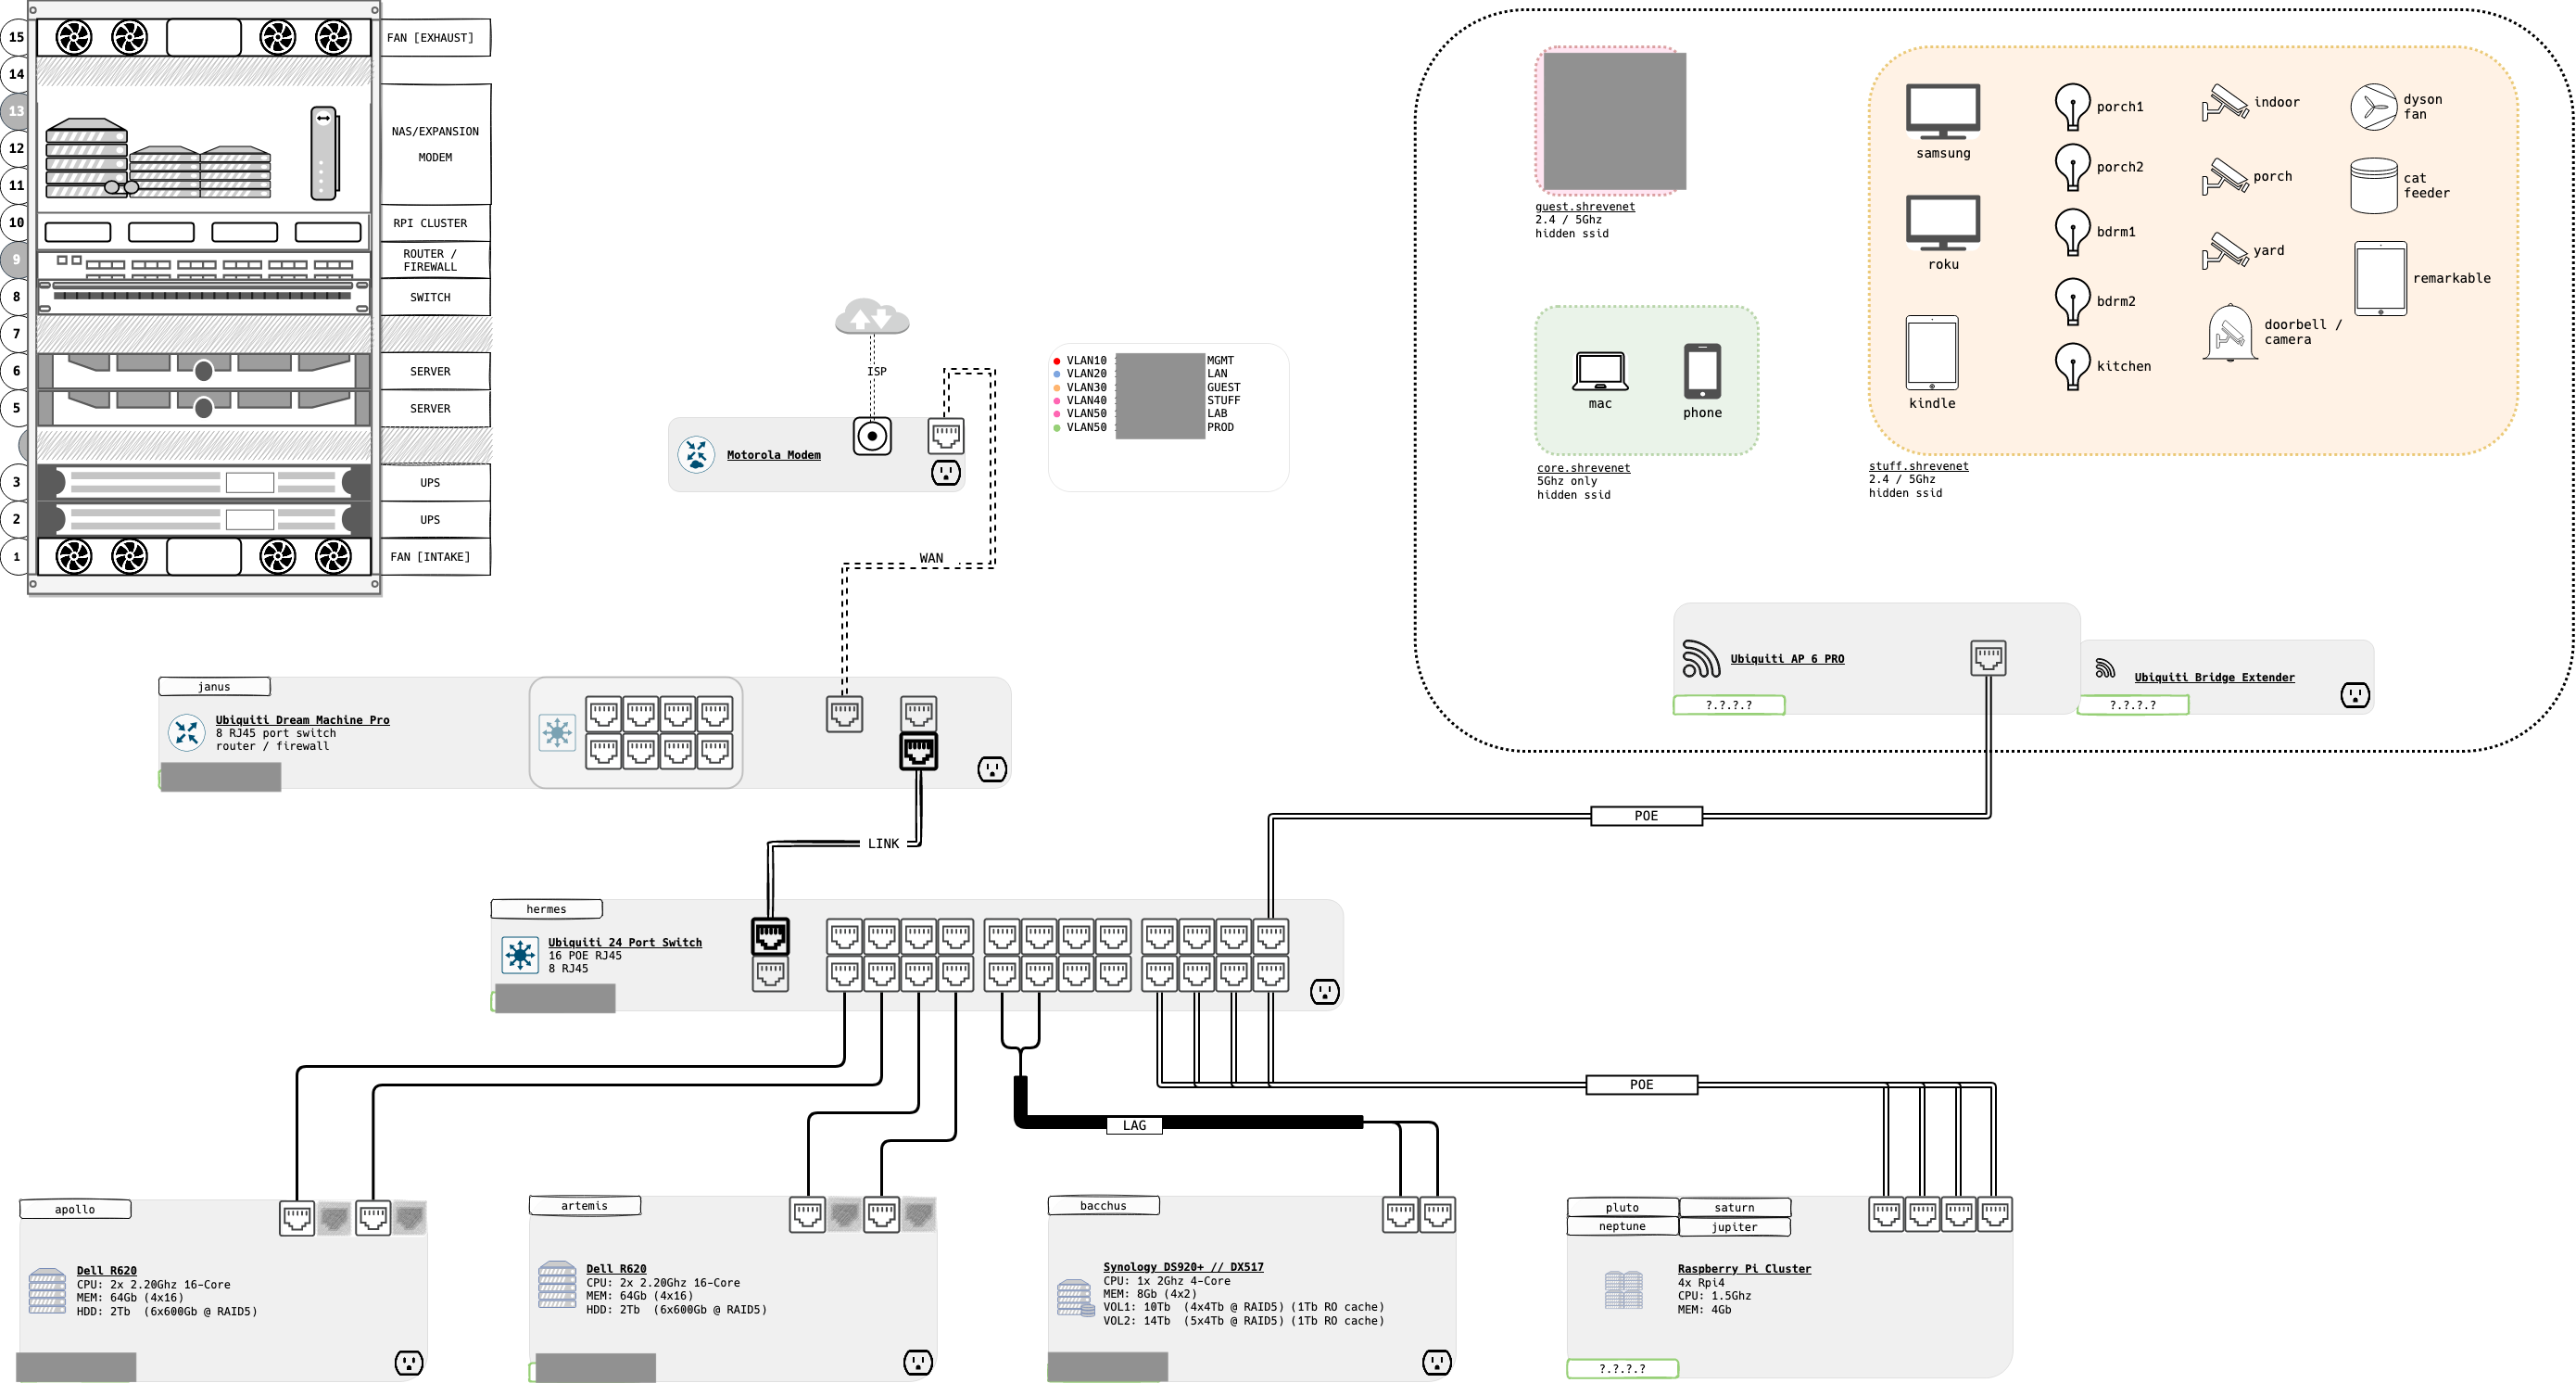 15
FAN [EXHAUST]
14
13
NAS/EXPANSION
MODEM
12
11
10
RPI CLUSTER
9
ROUTER /
FIREWALL
8
SWITCH
7
6
SERVER
5
SERVER
3
UPS
2
UPS
1
FAN [INTAKE]
ISP
Motorola Modem
WAN
VLAN10 MGMT
VLAN20 LAN
VLAN30 GUEST
VLAN40 STUFF
VLAN50 LAB
VLAN50 PROD
guest.shrevenet
2.4 / 5Ghz
hidden ssid
mac
phone
core.shrevenet
5Ghz only
hidden ssid
samsung
roku
kindle
porch1
porch2
bdrm1
bdrm2
kitchen
indoor
porch
yard
doorbell /
camera
dyson
fan
cat
feeder
remarkable
stuff.shrevenet
2.4 / 5Ghz
hidden ssid
Ubiquiti AP 6 PRO
?.?.?.?
Ubiquiti Bridge Extender
?.?.?.?
janus
Ubiquiti Dream Machine Pro
8 RJ45 port switch
router / firewall
LINK
POE
hermes
Ubiquiti 24 Port Switch
16 POE RJ45
8 RJ45
POE
LAG
apollo
Dell R620
CPU: 2x 2.20Ghz 16-Core
MEM: 64Gb (4x16)
HDD: 2Tb (6x600Gb @ RAID5)
artemis
Dell R620
CPU: 2x 2.20Ghz 16-Core
MEM: 64Gb (4x16)
HDD: 2Tb (6x600Gb @ RAID5)
bacchus
Synology DS920+ // DX517
CPU: 1x 2Ghz 4-Core
MEM: 8Gb (4x2)
VOL1: 10Tb (4x4Tb @ RAID5) (1Tb RO cache)
VOL2: 14Tb (5x4Tb @ RAID5) (1Tb RO cache)
pluto
saturn
neptune
jupiter
Raspberry Pi Cluster
4x Rpi4
CPU: 1.5Ghz
MEM: 4Gb
?.?.?.?